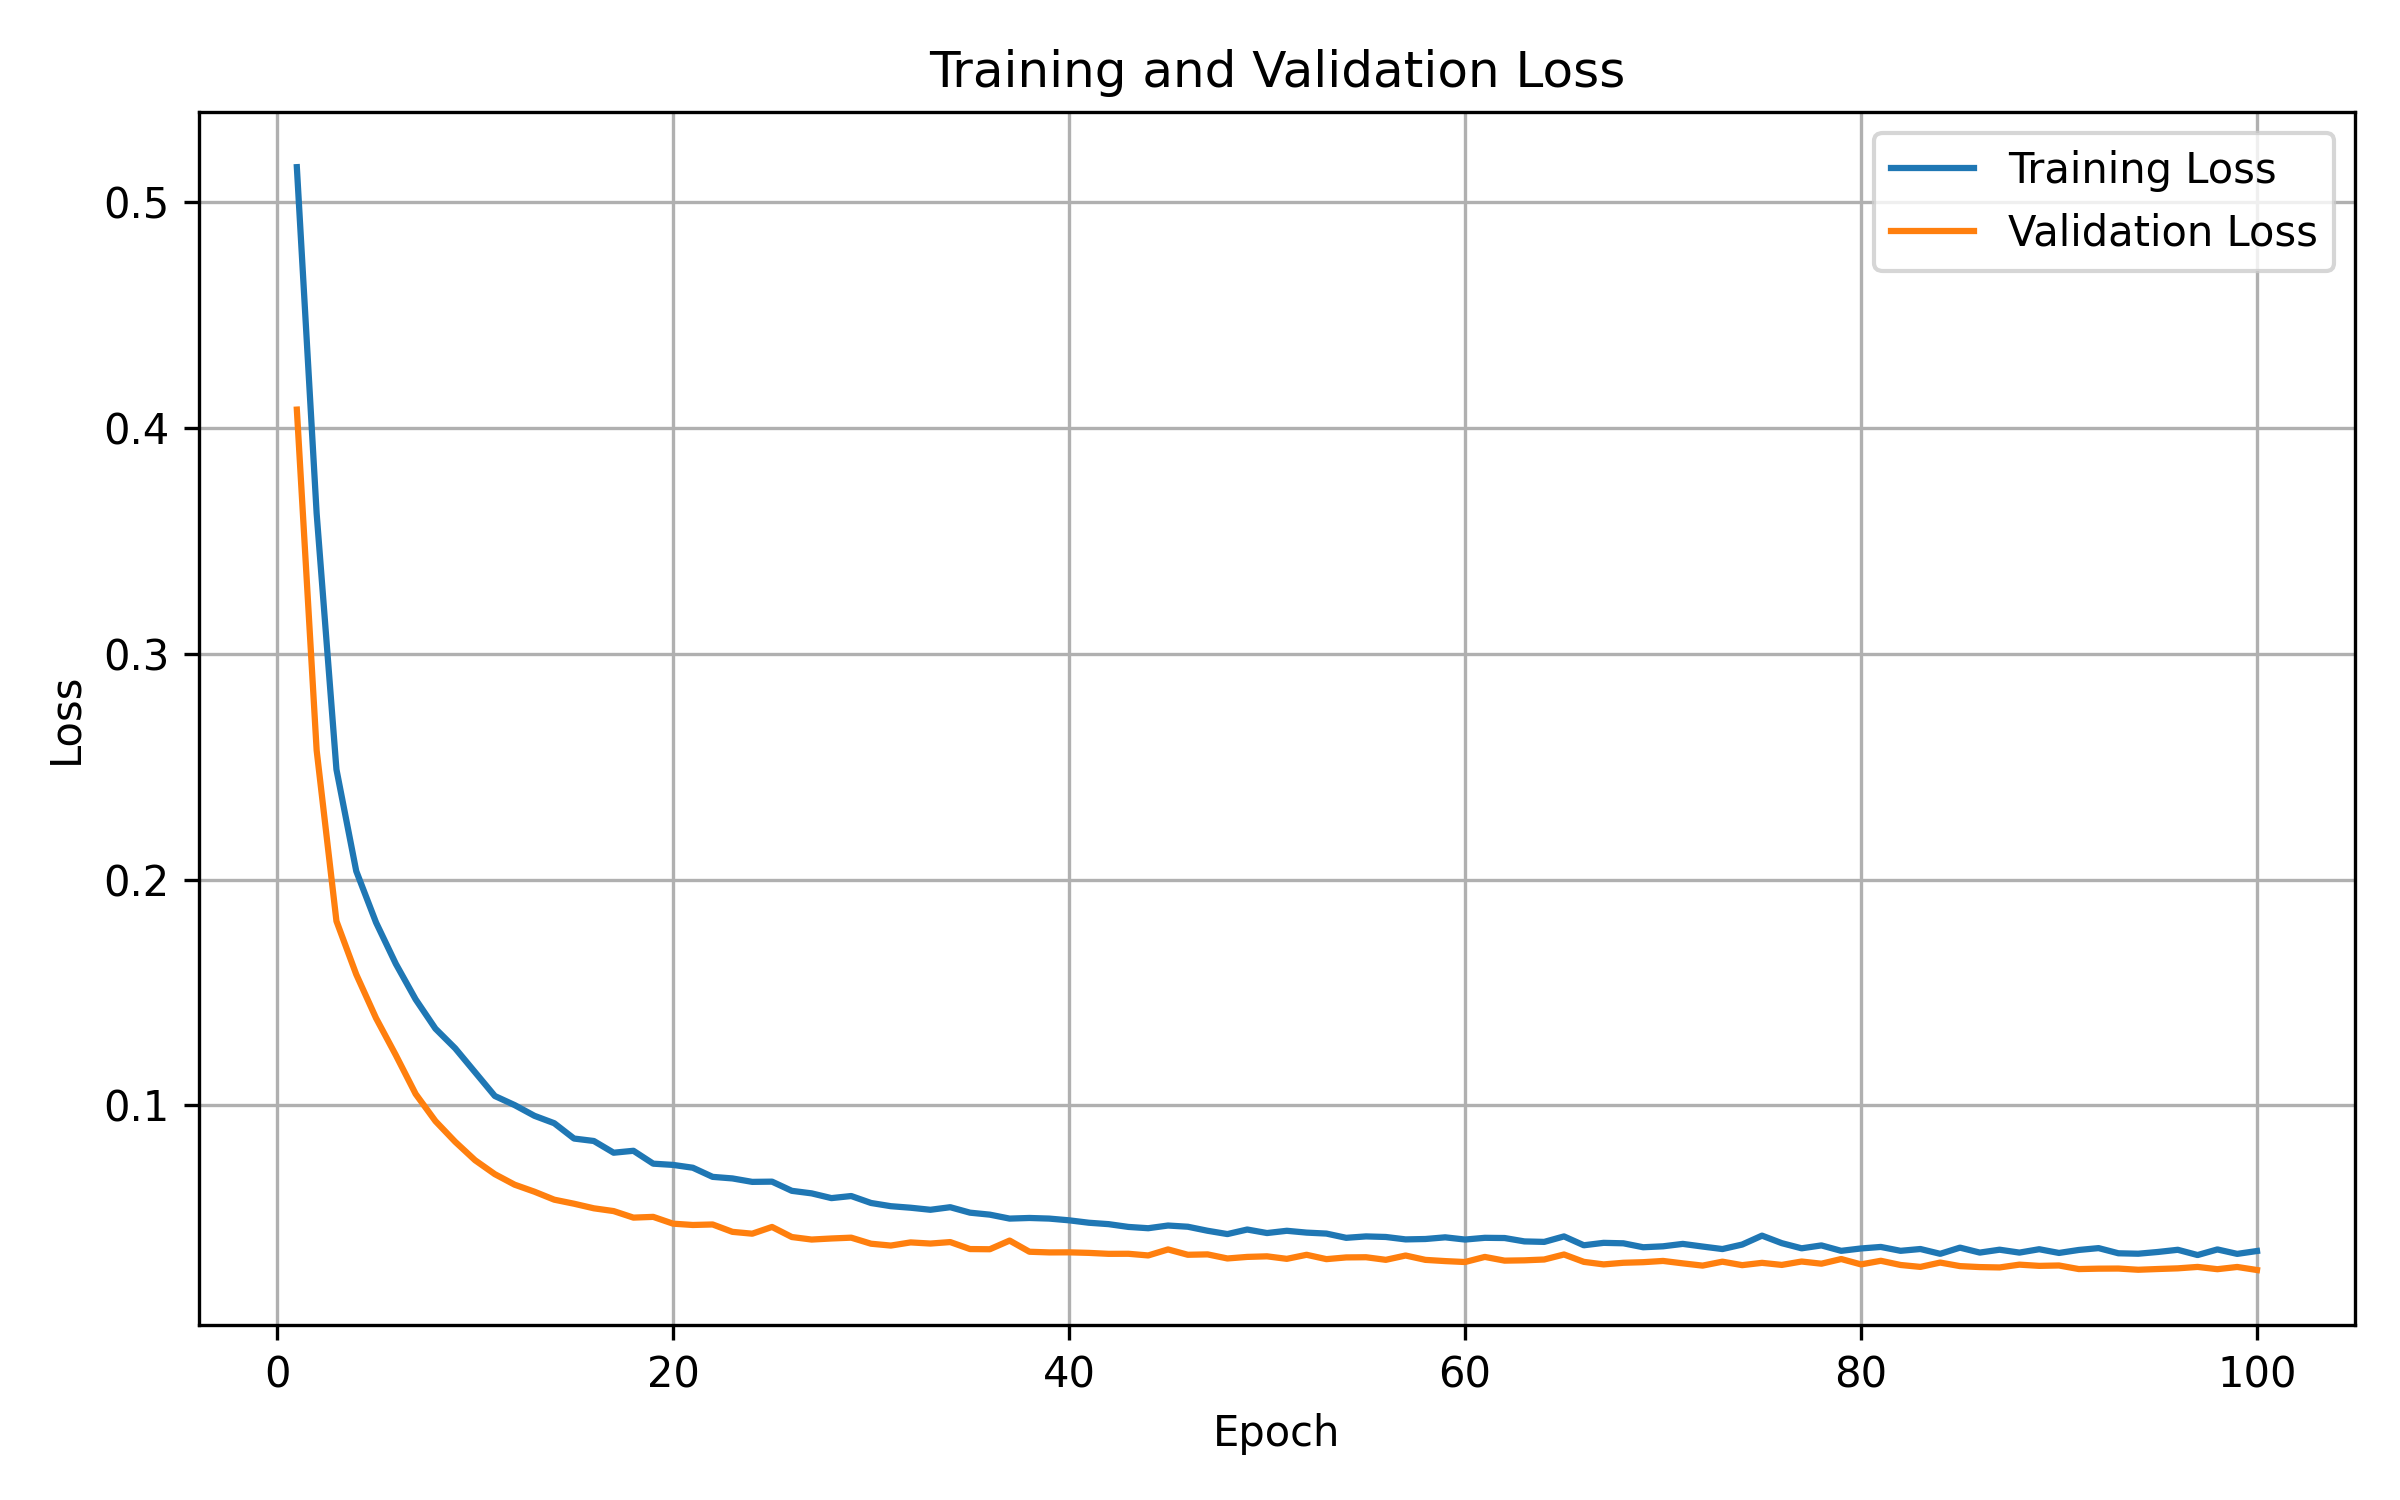 Training and Validation Loss
Training Loss
Validation Loss
0.5
0.4
0.3
0.2
0.1
Loss
0 20 40 60 80 100
Epoch